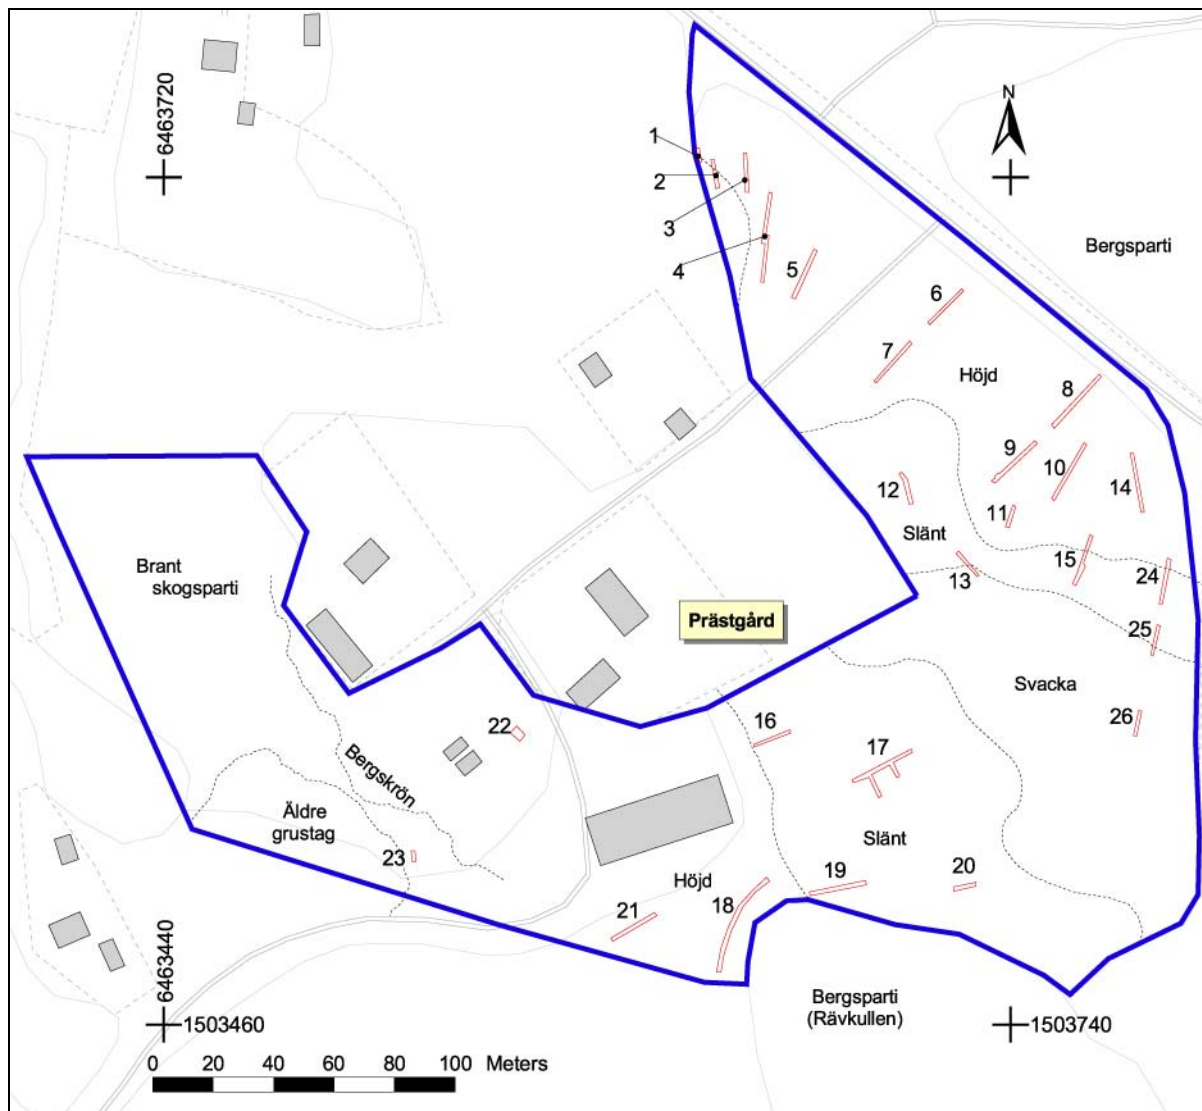 6463720
N
1
2
3
4
5
Bergsparti
6
7
Höjd
8
9
10
14
12
11
Slänt
13
15
24
Brant
skogsparti
Prästgård
25
Svacka
26
16
22
17
Bergskrön
Äldre
grustag
23
Slänt
Höjd
19
20
18
21
6463440
Bergsparti
(Rävkullen)
1503460
1503740
0 20 40 60 80 100 Meters